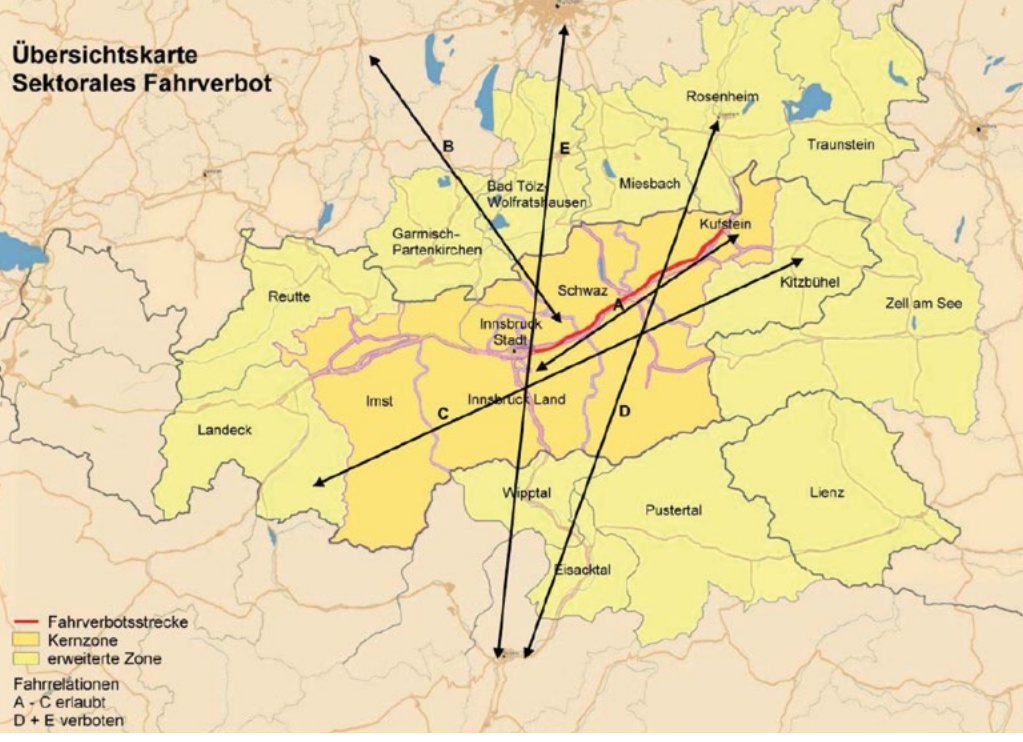 Übersichtskarte
Sektorales Fahrverbot
B
E
Rosenheim
Traunstein
Miesbach
Bad Tölz-
Wolfratshausen
Garmisch-
Partenkirchen
Kufstein
Kitzbühel
Zell am See
Reutte
Schwaz
A
Innsbruck
Stadt
Imst
Innsbruck Land
C
D
Landeck
Wipptal
Pustertal
Lienz
Eisacktal
Fahrverbotsstrecke
Kernzone
erweiterte Zone
Fahrrelationen
A - C erlaubt
D + E verboten